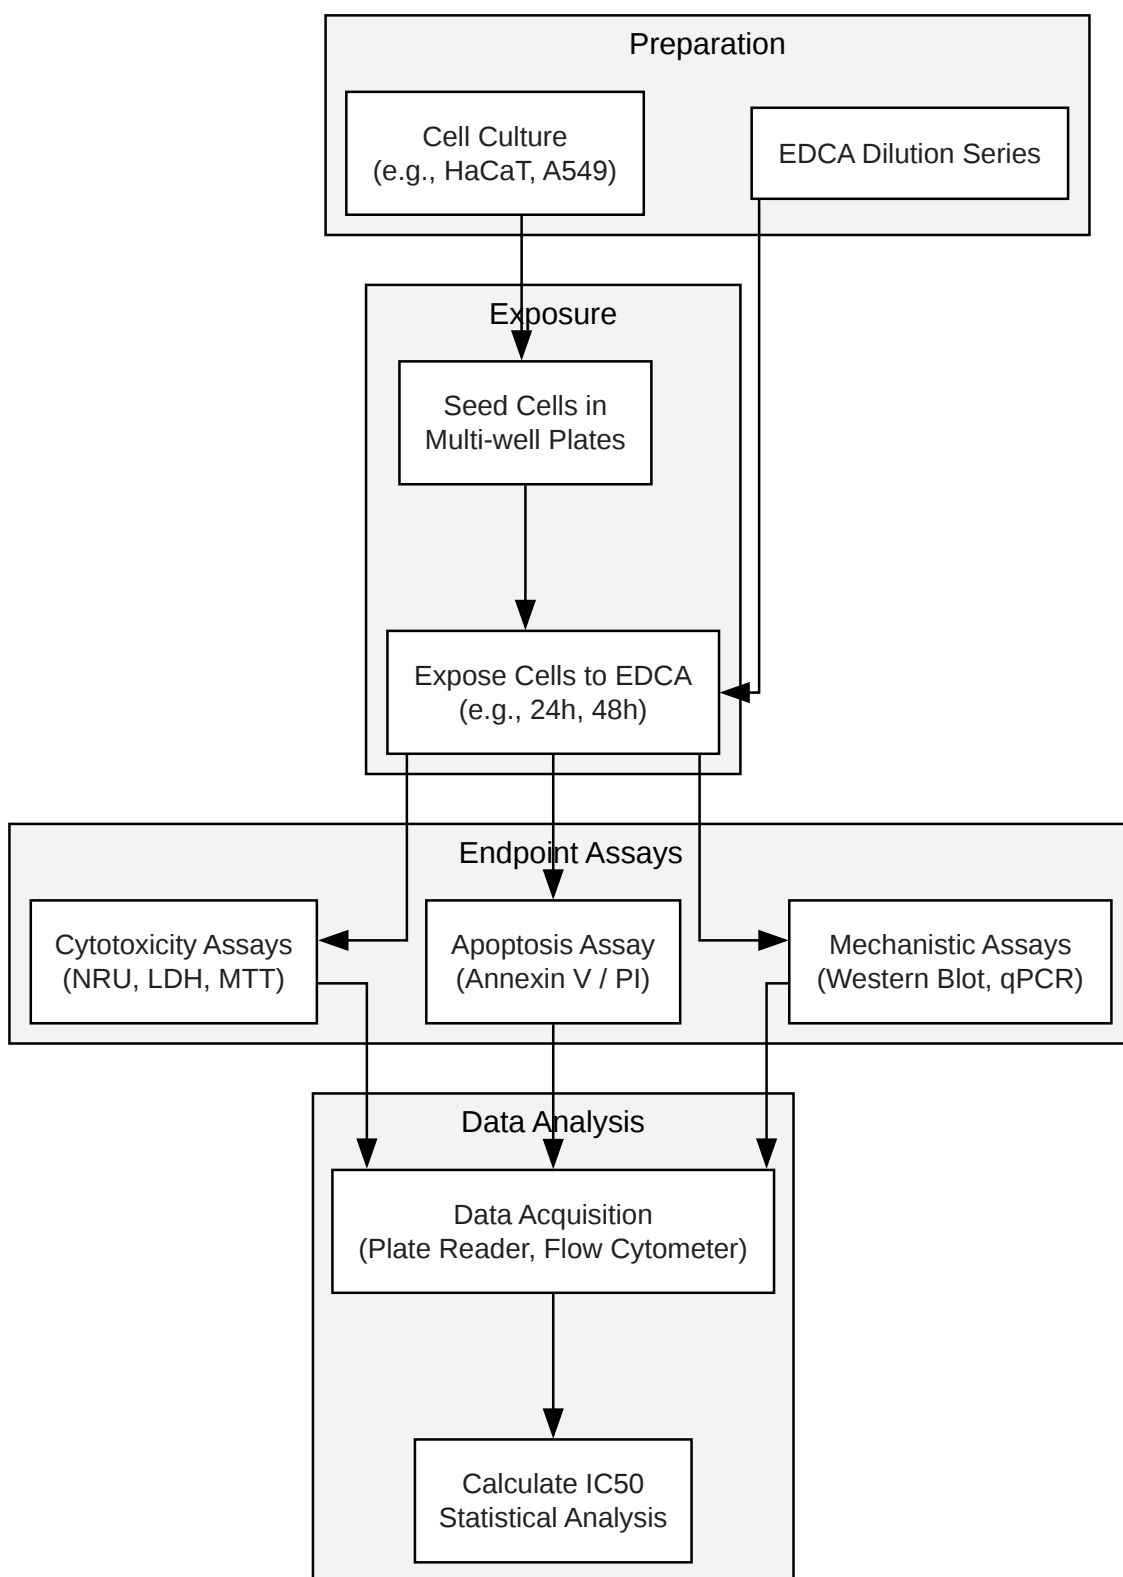 Preparation
Cell Culture
(e.g., HaCaT, A549)
EDCA Dilution Series
Exposure
Seed Cells in
Multi-well Plates
Expose Cells to EDCA
(e.g., 24h, 48h)
Endpoint Assays
Cytotoxicity Assays
(NRU, LDH, MTT)
Apoptosis Assay
(Annexin V / PI)
Mechanistic Assays
(Western Blot, qPCR)
Data Analysis
Data Acquisition
(Plate Reader, Flow Cytometer)
Calculate IC50
Statistical Analysis